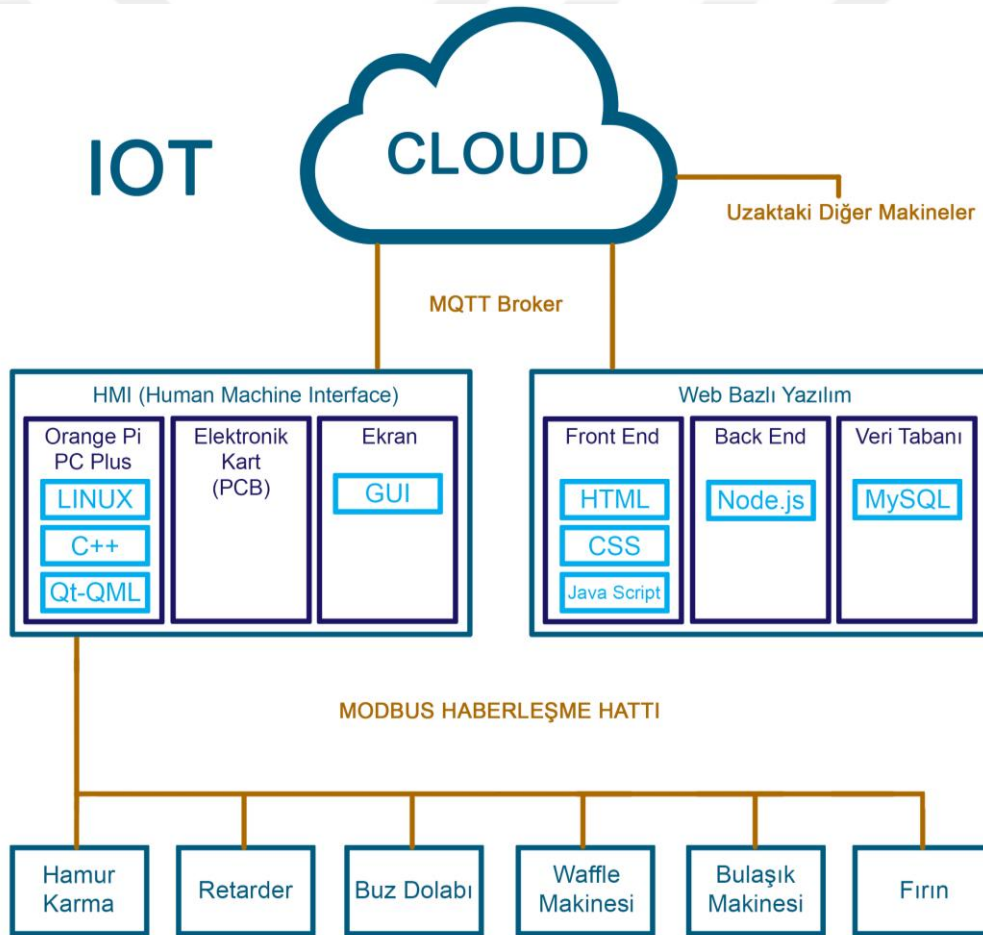 IOT
CLOUD
Uzaktaki Diğer Makineler
MQTT Broker
HMI (Human Machine Interface)
Orange Pi
PC Plus
LINUX
C++
Qt-QML
Elektronik
Kart
(PCB)
Ekran
GUI
Web Bazlı Yazılım
Front End
HTML
CSS
Java Script
Back End
Node.js
Veri Tabanı
MySQL
MODBUS HABERLEŞME HATTI
Hamur
Karma
Retarder
Buz Dolabı
Waffle
Makinesi
Bulaşık
Makinesi
Fırın